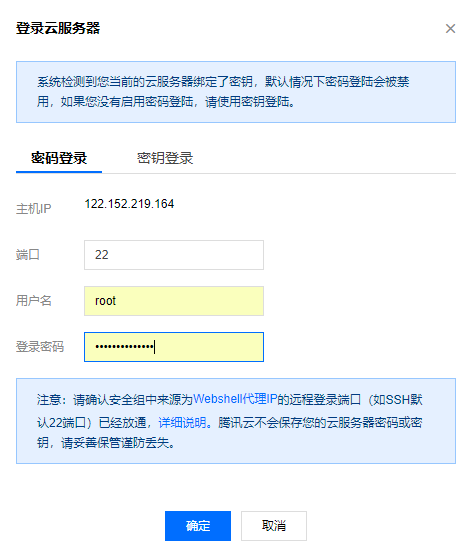 登录云服务器
系统检测到您当前的云服务器绑定了密钥，默认情况下密码登陆会被禁
用，如果您没有启用密码登陆，请使用密钥登陆。
密码登录 密钥登录
主机IP 122.152.219.164
端口 22
用户名 root
登录密码 ••••••••••••••
注意：请确认安全组中来源为Webshell代理IP的远程登录端口（如SSH默
认22端口）已经放通，详细说明。腾讯云不会保存您的云服务器密码或密
钥，请妥善保管谨防丢失。
确定 取消